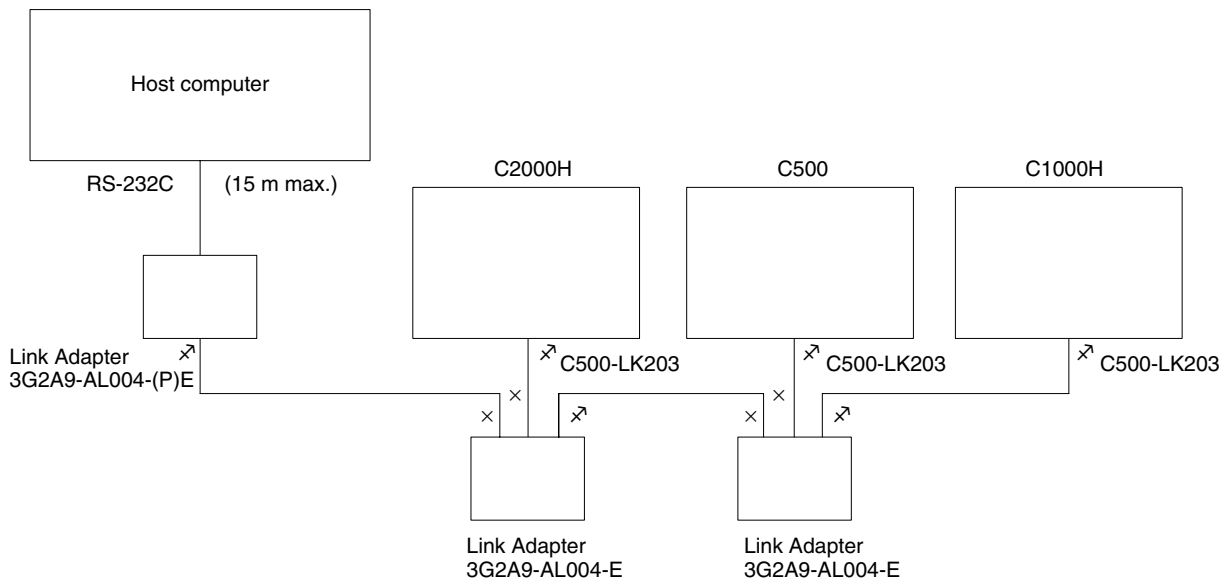 Host computer
RS-232C (15 m max.)
C2000H
C500
C1000H
Link Adapter
3G2A9-AL004-(P)E
C500-LK203
C500-LK203
C500-LK203
Link Adapter
3G2A9-AL004-E
Link Adapter
3G2A9-AL004-E